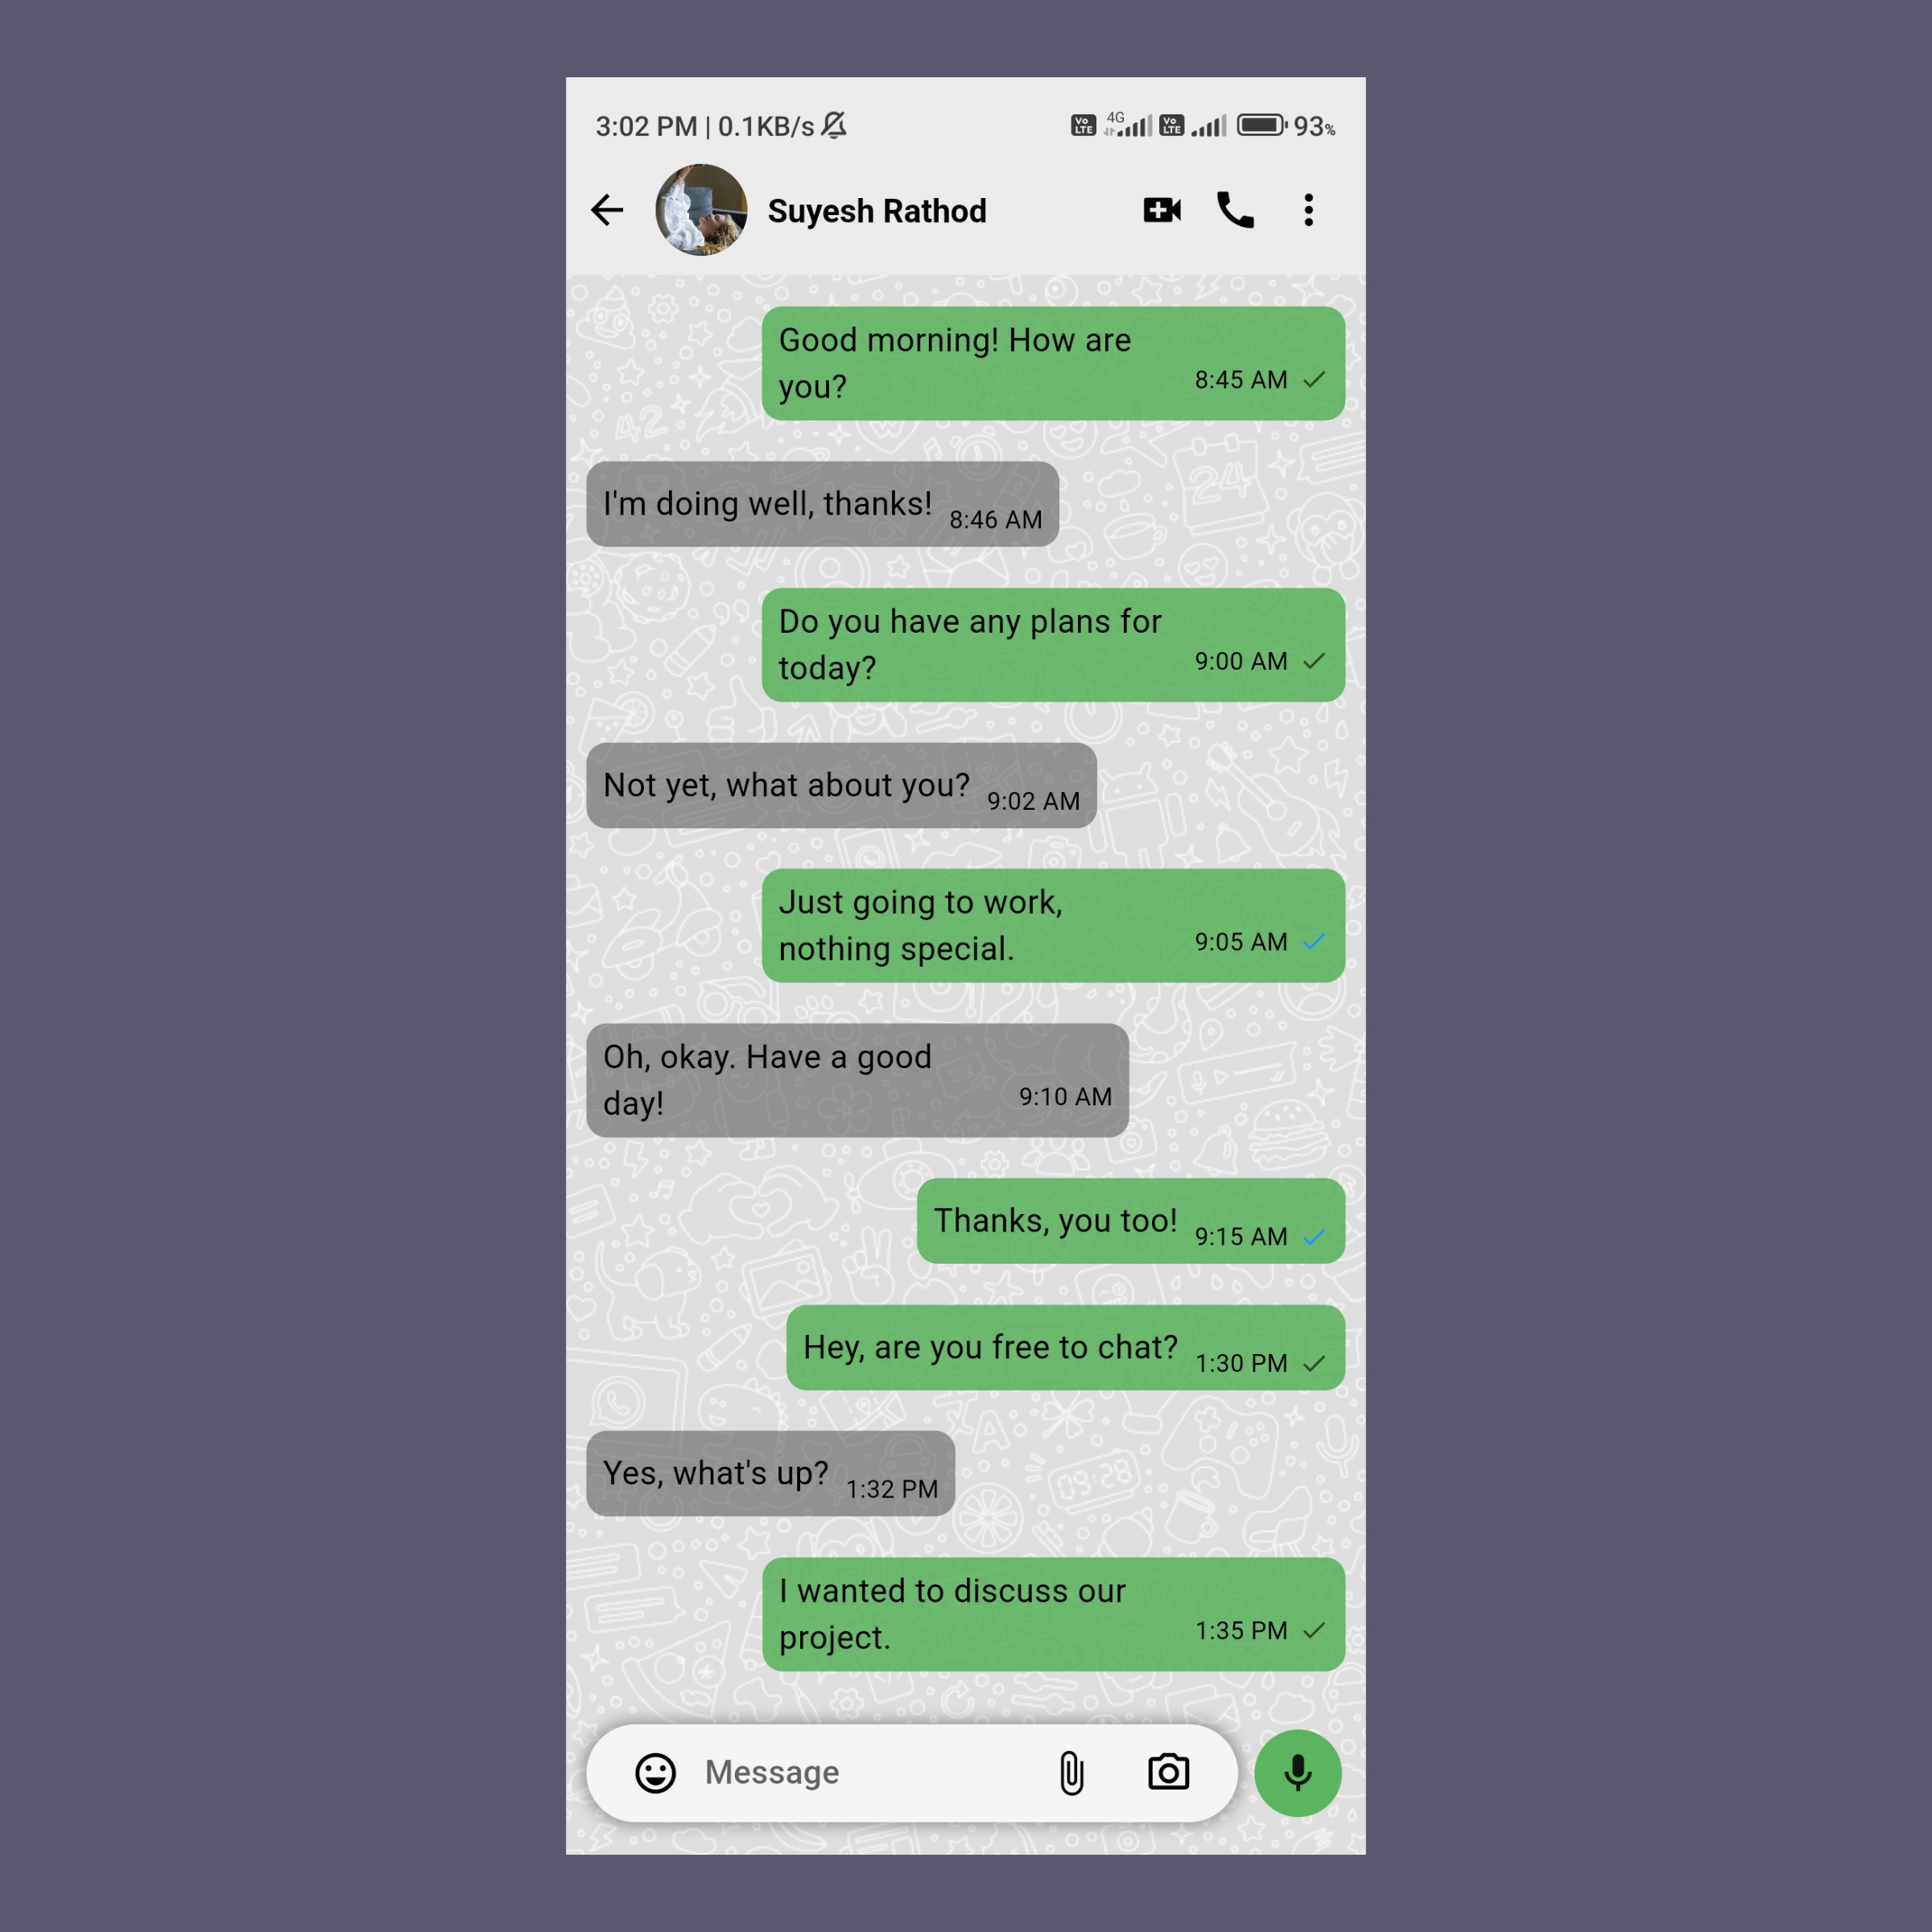 3:02 PM | 0.1KB/s Vo LTE 4G Vo LTE 93%
Suyesh Rathod
Good morning! How are
you? 8:45 AM
I'm doing well, thanks! 8:46 AM
Do you have any plans for
today? 9:00 AM
Not yet, what about you? 9:02 AM
Just going to work,
nothing special. 9:05 AM
Oh, okay. Have a good
day! 9:10 AM
Thanks, you too! 9:15 AM
Hey, are you free to chat? 1:30 PM
Yes, what's up? 1:32 PM
I wanted to discuss our
project. 1:35 PM
Message
42
24
09:28